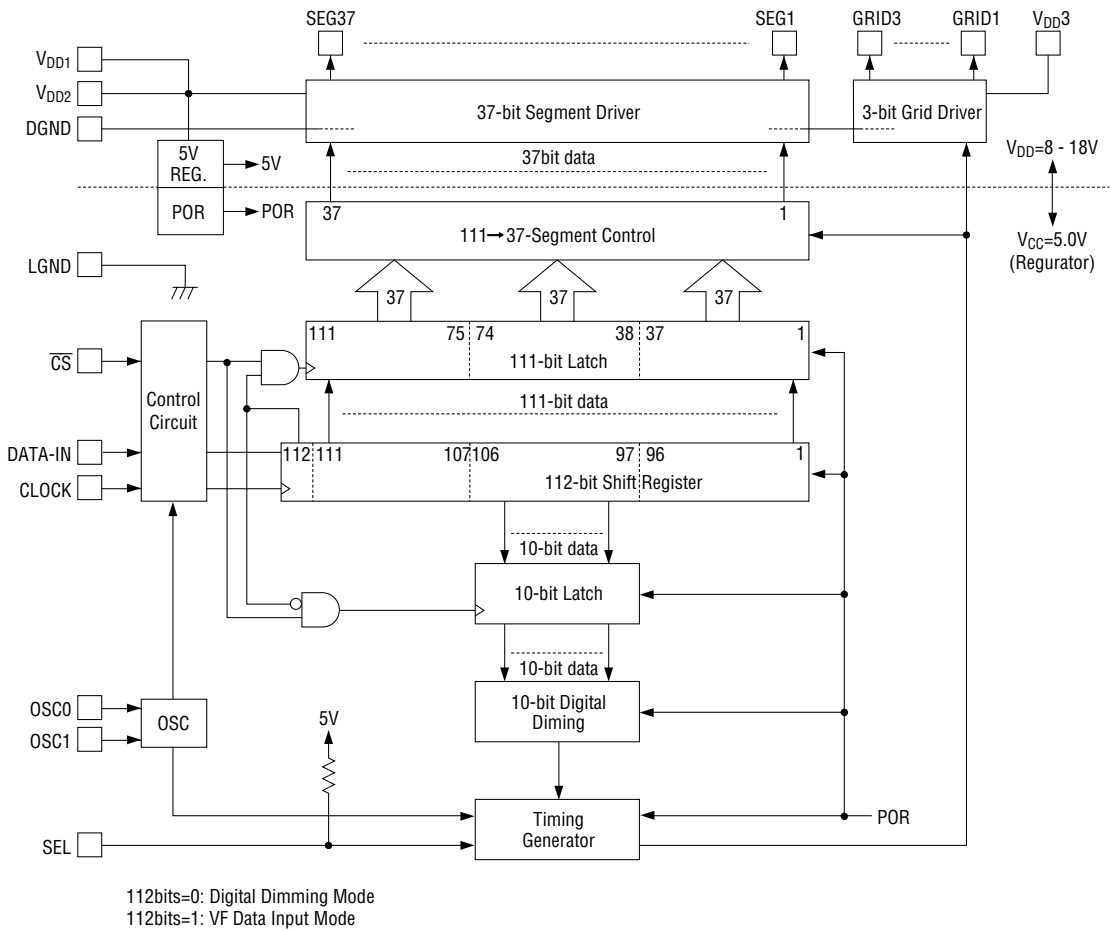 SEG37
SEG1
GRID3
GRID1
VDD3
VDD1
VDD2
DGND
37-bit Segment Driver
3-bit Grid Driver
5V
REG.
5V
37bit data
VDD=8 - 18V
POR
POR
37
1
111→37-Segment Control
VCC=5.0V
(Regurator)
LGND
37
37
37
111
75
74
38
37
1
111-bit Latch
CS
Control
Circuit
111-bit data
DATA-IN
112
111
107
106
97
96
1
112-bit Shift Register
CLOCK
10-bit data
10-bit Latch
10-bit data
OSC0
OSC1
OSC
5V
10-bit Digital
Diming
Timing
Generator
POR
SEL
112bits=0: Digital Dimming Mode
112bits=1: VF Data Input Mode